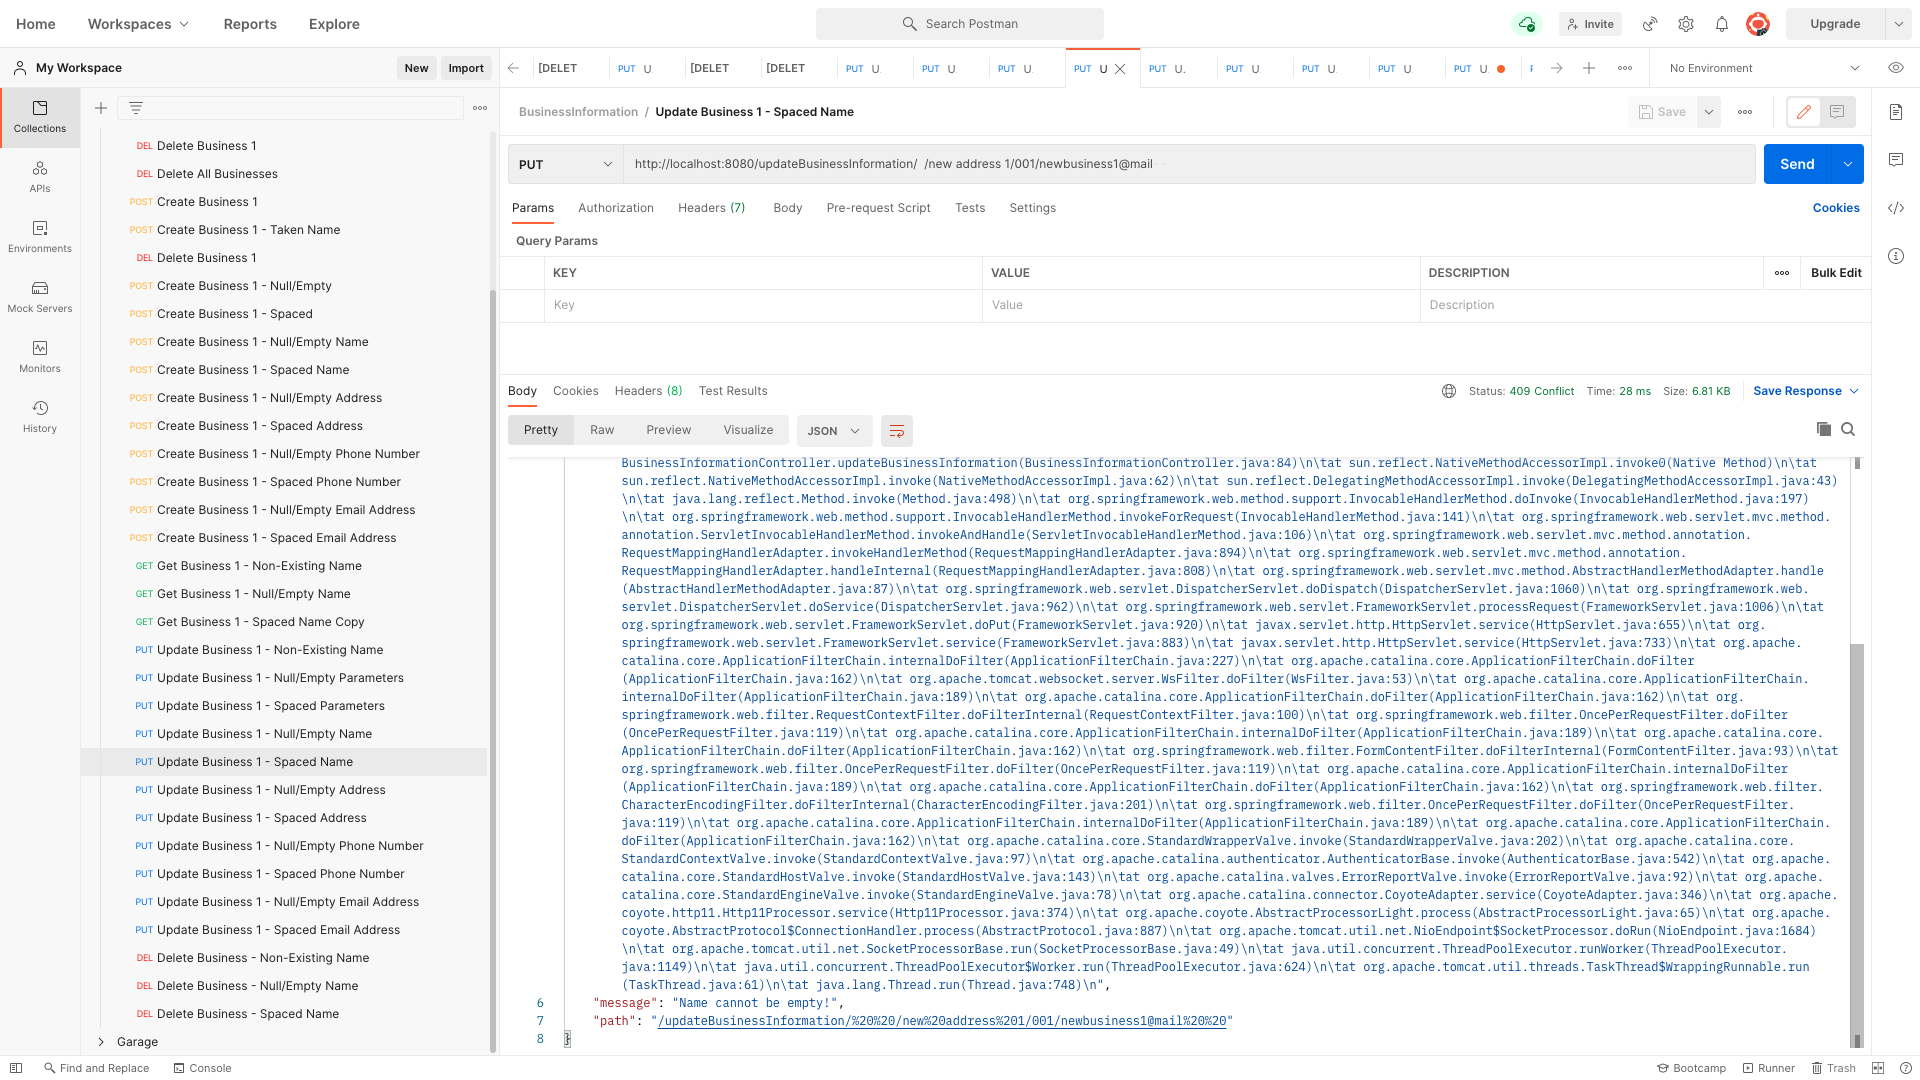 Home
Workspaces
Reports
Explore
Search Postman
Invite
Upgrade
My Workspace
New
Import
[DELET
PUT U
[DELET
[DELET
PUT U
PUT U
PUT U
PUT U
PUT U.
PUT U
PUT U
PUT U
PUT U
No Environment
Collections
APIs
Environments
Mock Servers
Monitors
History
DEL Delete Business 1
DEL Delete All Businesses
POST Create Business 1
POST Create Business 1 - Taken Name
DEL Delete Business 1
POST Create Business 1 - Null/Empty
POST Create Business 1 - Spaced
POST Create Business 1 - Null/Empty Name
POST Create Business 1 - Spaced Name
POST Create Business 1 - Null/Empty Address
POST Create Business 1 - Spaced Address
POST Create Business 1 - Null/Empty Phone Number
POST Create Business 1 - Spaced Phone Number
POST Create Business 1 - Null/Empty Email Address
POST Create Business 1 - Spaced Email Address
GET Get Business 1 - Non-Existing Name
GET Get Business 1 - Null/Empty Name
GET Get Business 1 - Spaced Name Copy
PUT Update Business 1 - Non-Existing Name
PUT Update Business 1 - Null/Empty Parameters
PUT Update Business 1 - Spaced Parameters
PUT Update Business 1 - Null/Empty Name
PUT Update Business 1 - Spaced Name
PUT Update Business 1 - Null/Empty Address
PUT Update Business 1 - Spaced Address
PUT Update Business 1 - Null/Empty Phone Number
PUT Update Business 1 - Spaced Phone Number
PUT Update Business 1 - Null/Empty Email Address
PUT Update Business 1 - Spaced Email Address
DEL Delete Business - Non-Existing Name
DEL Delete Business - Null/Empty Name
DEL Delete Business - Spaced Name
Garage
BusinessInformation / Update Business 1 - Spaced Name
Save
PUT
http://localhost:8080/updateBusinessInformation/  /new address 1/001/newbusiness1@mail
Send
Params
Authorization
Headers (7)
Body
Pre-request Script
Tests
Settings
Cookies
Query Params
KEY
VALUE
DESCRIPTION
Bulk Edit
Key
Value
Description
Body
Cookies
Headers (8)
Test Results
Status: 409 Conflict
Time: 28 ms
Size: 6.81 KB
Save Response
Pretty
Raw
Preview
Visualize
JSON
BusinessInformationController.updateBusinessInformation(BusinessInformationController.java:84)\n\tat sun.reflect.NativeMethodAccessorImpl.invoke0(Native Method)\n\tat
sun.reflect.NativeMethodAccessorImpl.invoke(NativeMethodAccessorImpl.java:62)\n\tat sun.reflect.DelegatingMethodAccessorImpl.invoke(DelegatingMethodAccessorImpl.java:43)
\n\tat java.lang.reflect.Method.invoke(Method.java:498)\n\tat org.springframework.web.method.support.InvocableHandlerMethod.doInvoke(InvocableHandlerMethod.java:197)
\n\tat org.springframework.web.method.support.InvocableHandlerMethod.invokeForRequest(InvocableHandlerMethod.java:141)\n\tat org.springframework.web.servlet.mvc.method.
annotation.ServletInvocableHandlerMethod.invokeAndHandle(ServletInvocableHandlerMethod.java:106)\n\tat org.springframework.web.servlet.mvc.method.annotation.
RequestMappingHandlerAdapter.invokeHandlerMethod(RequestMappingHandlerAdapter.java:894)\n\tat org.springframework.web.servlet.mvc.method.annotation.
RequestMappingHandlerAdapter.handleInternal(RequestMappingHandlerAdapter.java:808)\n\tat org.springframework.web.servlet.mvc.method.AbstractHandlerMethodAdapter.handle
(AbstractHandlerMethodAdapter.java:87)\n\tat org.springframework.web.servlet.DispatcherServlet.doDispatch(DispatcherServlet.java:1060)\n\tat org.springframework.web.
servlet.DispatcherServlet.doService(DispatcherServlet.java:962)\n\tat org.springframework.web.servlet.FrameworkServlet.processRequest(FrameworkServlet.java:1006)\n\tat
org.springframework.web.servlet.FrameworkServlet.doPut(FrameworkServlet.java:920)\n\tat javax.servlet.http.HttpServlet.service(HttpServlet.java:655)\n\tat org.
springframework.web.servlet.FrameworkServlet.service(FrameworkServlet.java:883)\n\tat javax.servlet.http.HttpServlet.service(HttpServlet.java:733)\n\tat org.apache.
catalina.core.ApplicationFilterChain.internalDoFilter(ApplicationFilterChain.java:227)\n\tat org.apache.catalina.core.ApplicationFilterChain.doFilter
(ApplicationFilterChain.java:162)\n\tat org.apache.tomcat.websocket.server.WsFilter.doFilter(WsFilter.java:53)\n\tat org.apache.catalina.core.ApplicationFilterChain.
internalDoFilter(ApplicationFilterChain.java:189)\n\tat org.apache.catalina.core.ApplicationFilterChain.doFilter(ApplicationFilterChain.java:162)\n\tat org.
springframework.web.filter.RequestContextFilter.doFilterInternal(RequestContextFilter.java:100)\n\tat org.springframework.web.filter.OncePerRequestFilter.doFilter
(OncePerRequestFilter.java:119)\n\tat org.apache.catalina.core.ApplicationFilterChain.internalDoFilter(ApplicationFilterChain.java:189)\n\tat org.apache.catalina.core.
ApplicationFilterChain.doFilter(ApplicationFilterChain.java:162)\n\tat org.springframework.web.filter.FormContentFilter.doFilterInternal(FormContentFilter.java:93)\n\tat
org.springframework.web.filter.OncePerRequestFilter.doFilter(OncePerRequestFilter.java:119)\n\tat org.apache.catalina.core.ApplicationFilterChain.internalDoFilter
(ApplicationFilterChain.java:189)\n\tat org.apache.catalina.core.ApplicationFilterChain.doFilter(ApplicationFilterChain.java:162)\n\tat org.springframework.web.filter.
CharacterEncodingFilter.doFilterInternal(CharacterEncodingFilter.java:201)\n\tat org.springframework.web.filter.OncePerRequestFilter.doFilter(OncePerRequestFilter.
java:119)\n\tat org.apache.catalina.core.ApplicationFilterChain.internalDoFilter(ApplicationFilterChain.java:189)\n\tat org.apache.catalina.core.ApplicationFilterChain.
doFilter(ApplicationFilterChain.java:162)\n\tat org.apache.catalina.core.StandardWrapperValve.invoke(StandardWrapperValve.java:202)\n\tat org.apache.catalina.core.
StandardContextValve.invoke(StandardContextValve.java:97)\n\tat org.apache.catalina.authenticator.AuthenticatorBase.invoke(AuthenticatorBase.java:542)\n\tat org.apache.
catalina.core.StandardHostValve.invoke(StandardHostValve.java:143)\n\tat org.apache.catalina.valves.ErrorReportValve.invoke(ErrorReportValve.java:92)\n\tat org.apache.
catalina.core.StandardEngineValve.invoke(StandardEngineValve.java:78)\n\tat org.apache.catalina.connector.CoyoteAdapter.service(CoyoteAdapter.java:346)\n\tat org.apache.
coyote.http11.Http11Processor.service(Http11Processor.java:374)\n\tat org.apache.coyote.AbstractProcessorLight.process(AbstractProcessorLight.java:65)\n\tat org.apache.
coyote.AbstractProtocol$ConnectionHandler.process(AbstractProtocol.java:887)\n\tat org.apache.tomcat.util.net.NioEndpoint$SocketProcessor.doRun(NioEndpoint.java:1684)
\n\tat org.apache.tomcat.util.net.SocketProcessorBase.run(SocketProcessorBase.java:49)\n\tat java.util.concurrent.ThreadPoolExecutor.runWorker(ThreadPoolExecutor.
java:1149)\n\tat java.util.concurrent.ThreadPoolExecutor$Worker.run(ThreadPoolExecutor.java:624)\n\tat org.apache.tomcat.util.threads.TaskThread$WrappingRunnable.run
(TaskThread.java:61)\n\tat java.lang.Thread.run(Thread.java:748)\n",
6 "message": "Name cannot be empty!",
7 "path": "/updateBusinessInformation/%20%20/new%20address%201/001/newbusiness1@mail%20%20"
8 }
Find and Replace
Console
Bootcamp
Runner
Trash